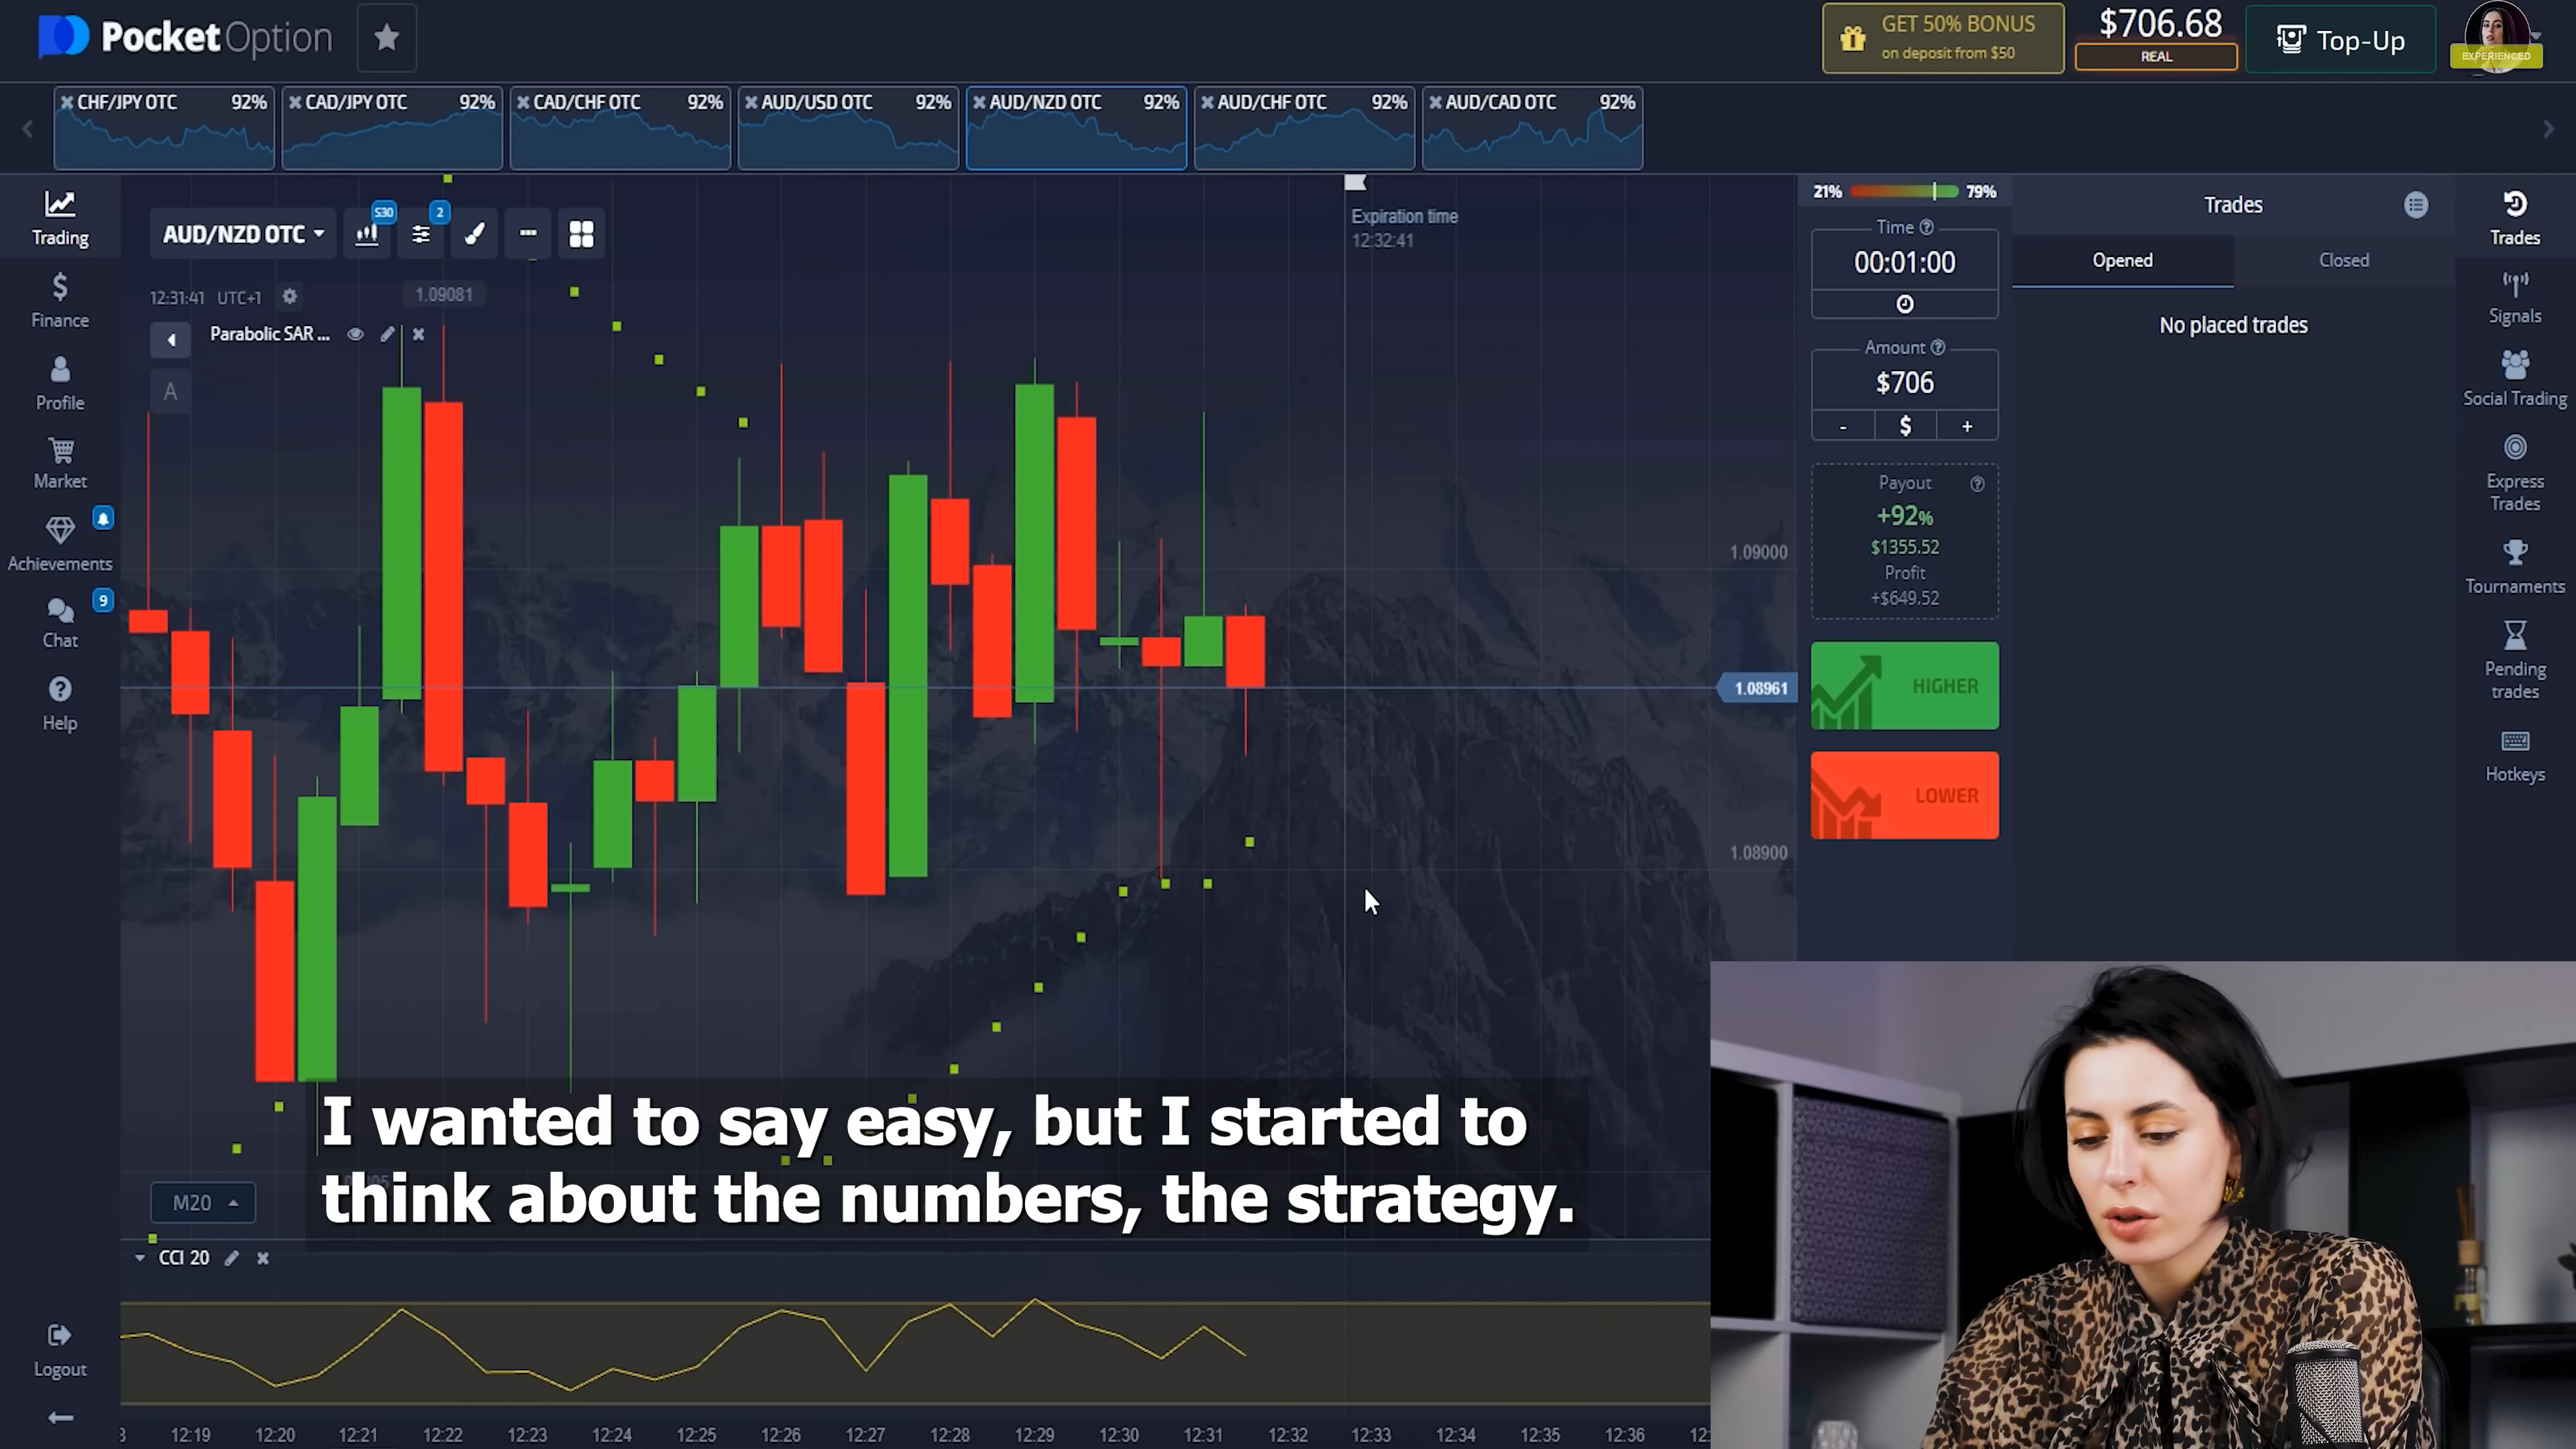 PocketOption
GET 50% BONUS
on deposit from $50
$706.68
REAL
Top-Up
EXPERIENCED
CHF/JPY OTC 92%
CAD/JPY OTC 92%
CAD/CHF OTC 92%
AUD/USD OTC 92%
AUD/NZD OTC 92%
AUD/CHF OTC 92%
AUD/CAD OTC 92%
Trading
Finance
Profile
Market
Achievements
9
Chat
Help
Logout
AUD/NZD OTC
S30
2
12:31:41 UTC+1
1.09081
Parabolic SAR ...
A
Expiration time
12:32:41
1.09000
1.08961
1.08900
21% 79%
Time
00:01:00
Amount
$706
- $ +
Payout
+92%
$1355.52
Profit
+$649.52
HIGHER
LOWER
Trades
Opened
Closed
No placed trades
Trades
Signals
Social Trading
Express
Trades
Tournaments
Pending
trades
Hotkeys
I wanted to say easy, but I started to
think about the numbers, the strategy.
M20
CCI 20
12:19 12:20 12:21 12:22 12:23 12:24 12:25 12:26 12:27 12:28 12:29 12:30 12:31 12:32 12:33 12:34 12:35 12:36